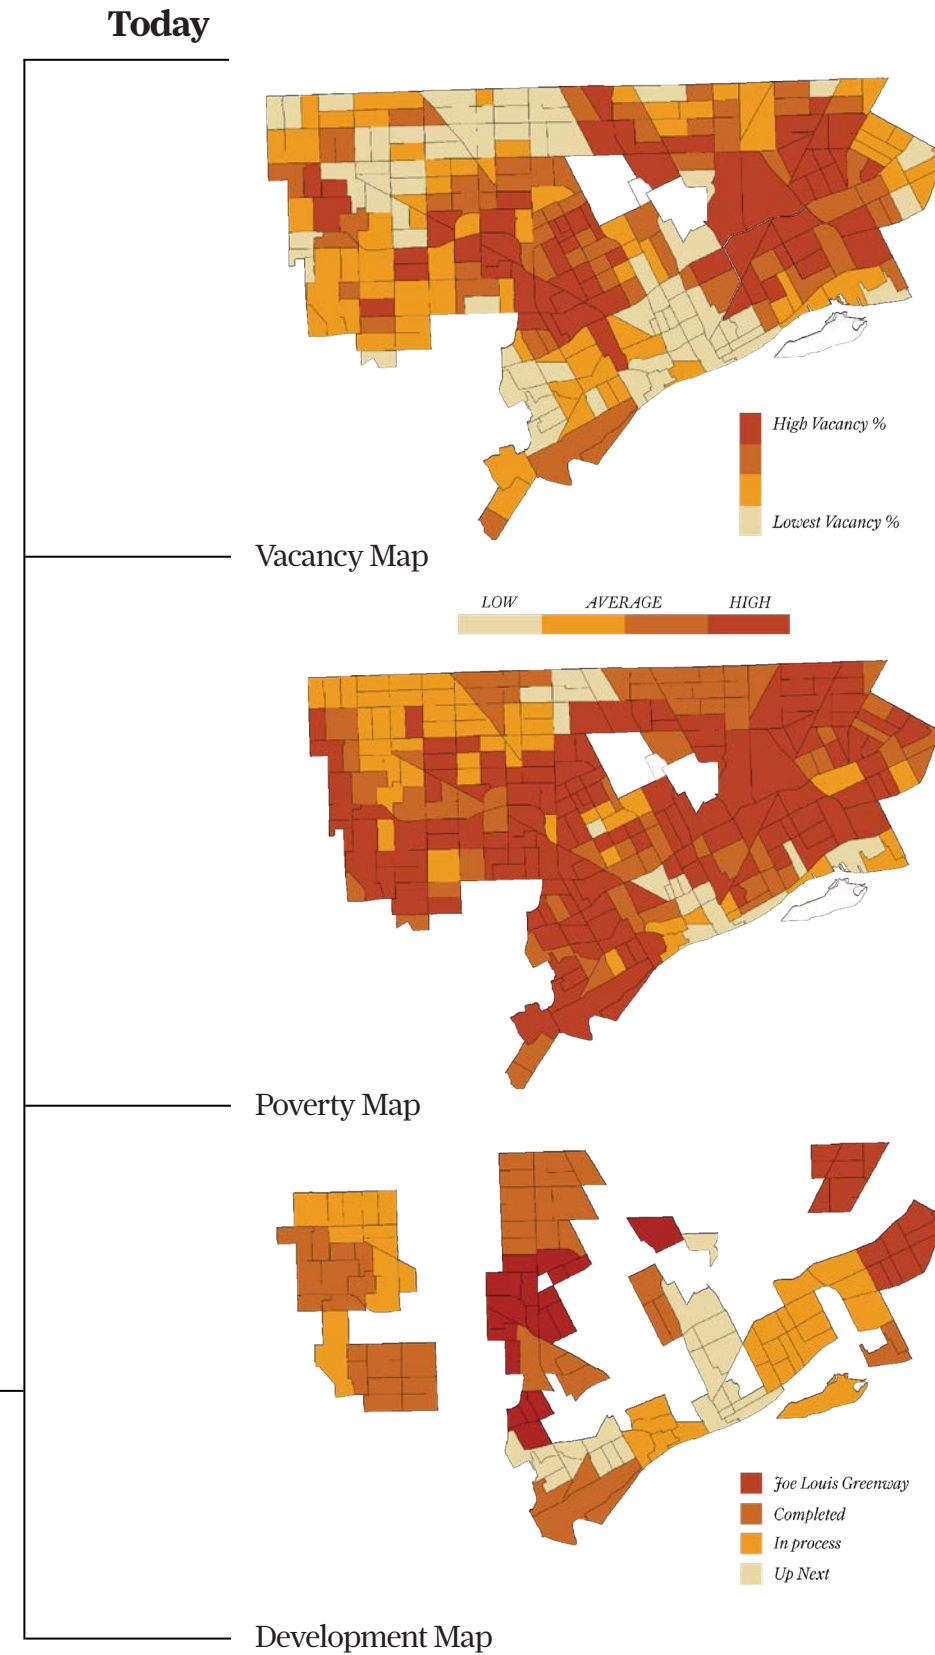 Today
High Vacancy %
Lowest Vacancy %
Vacancy Map
LOW AVERAGE HIGH
Poverty Map
Joe Louis Greenway
Completed
In process
Up Next
Development Map